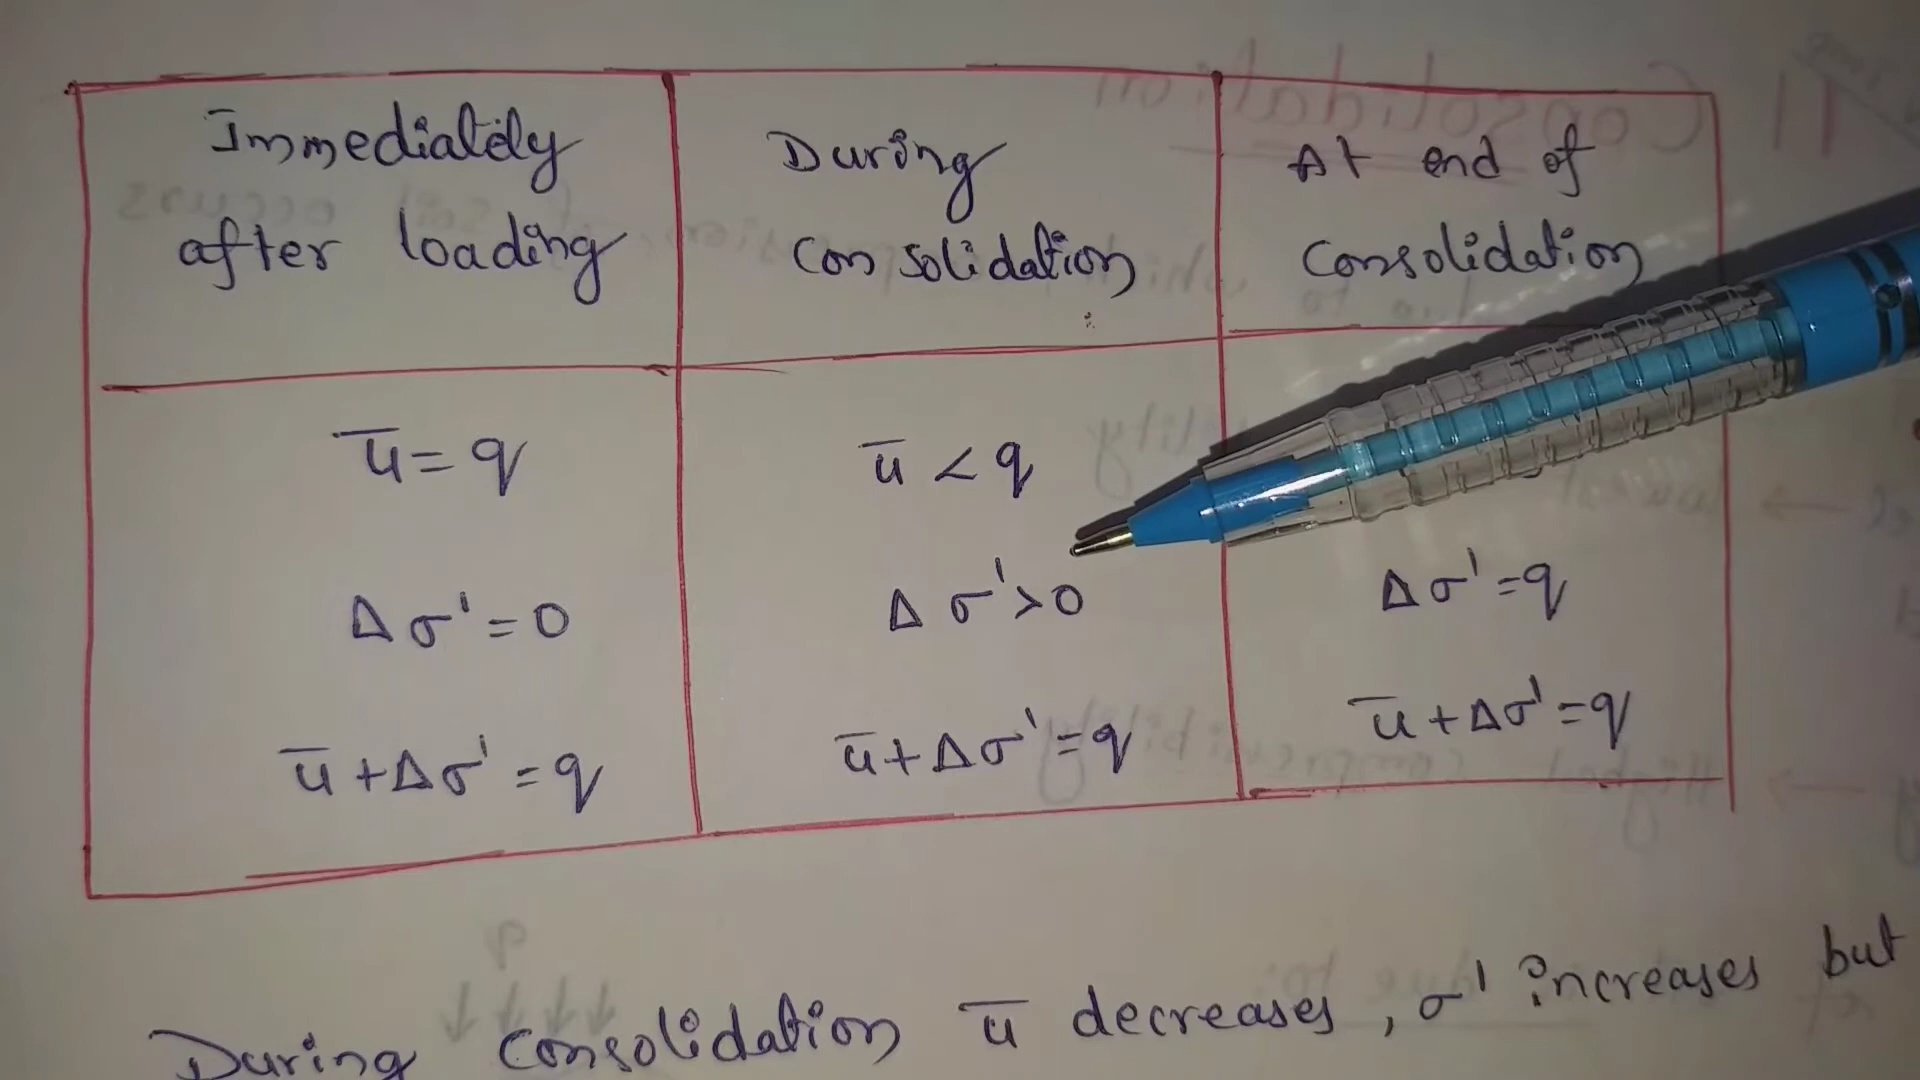 Immediately
after loading
During
Consolidation
At end of
Consolidation
u̅ = q
Δσ' = 0
u̅ + Δσ' = q
u̅ < q
Δσ' > 0
u̅ + Δσ' = q
Δσ' = q
u̅ + Δσ' = q
During Consolidation u̅ decreases, σ' increases but